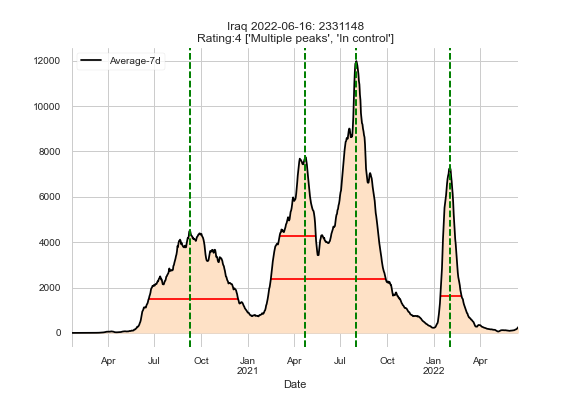 Iraq 2022-06-16: 2331148
Rating:4 ['Multiple peaks', 'In control']
Average-7d
12000
10000
8000
6000
4000
2000
0
Apr Jul Oct Jan Apr Jul Oct Jan Apr
2021 2022
Date